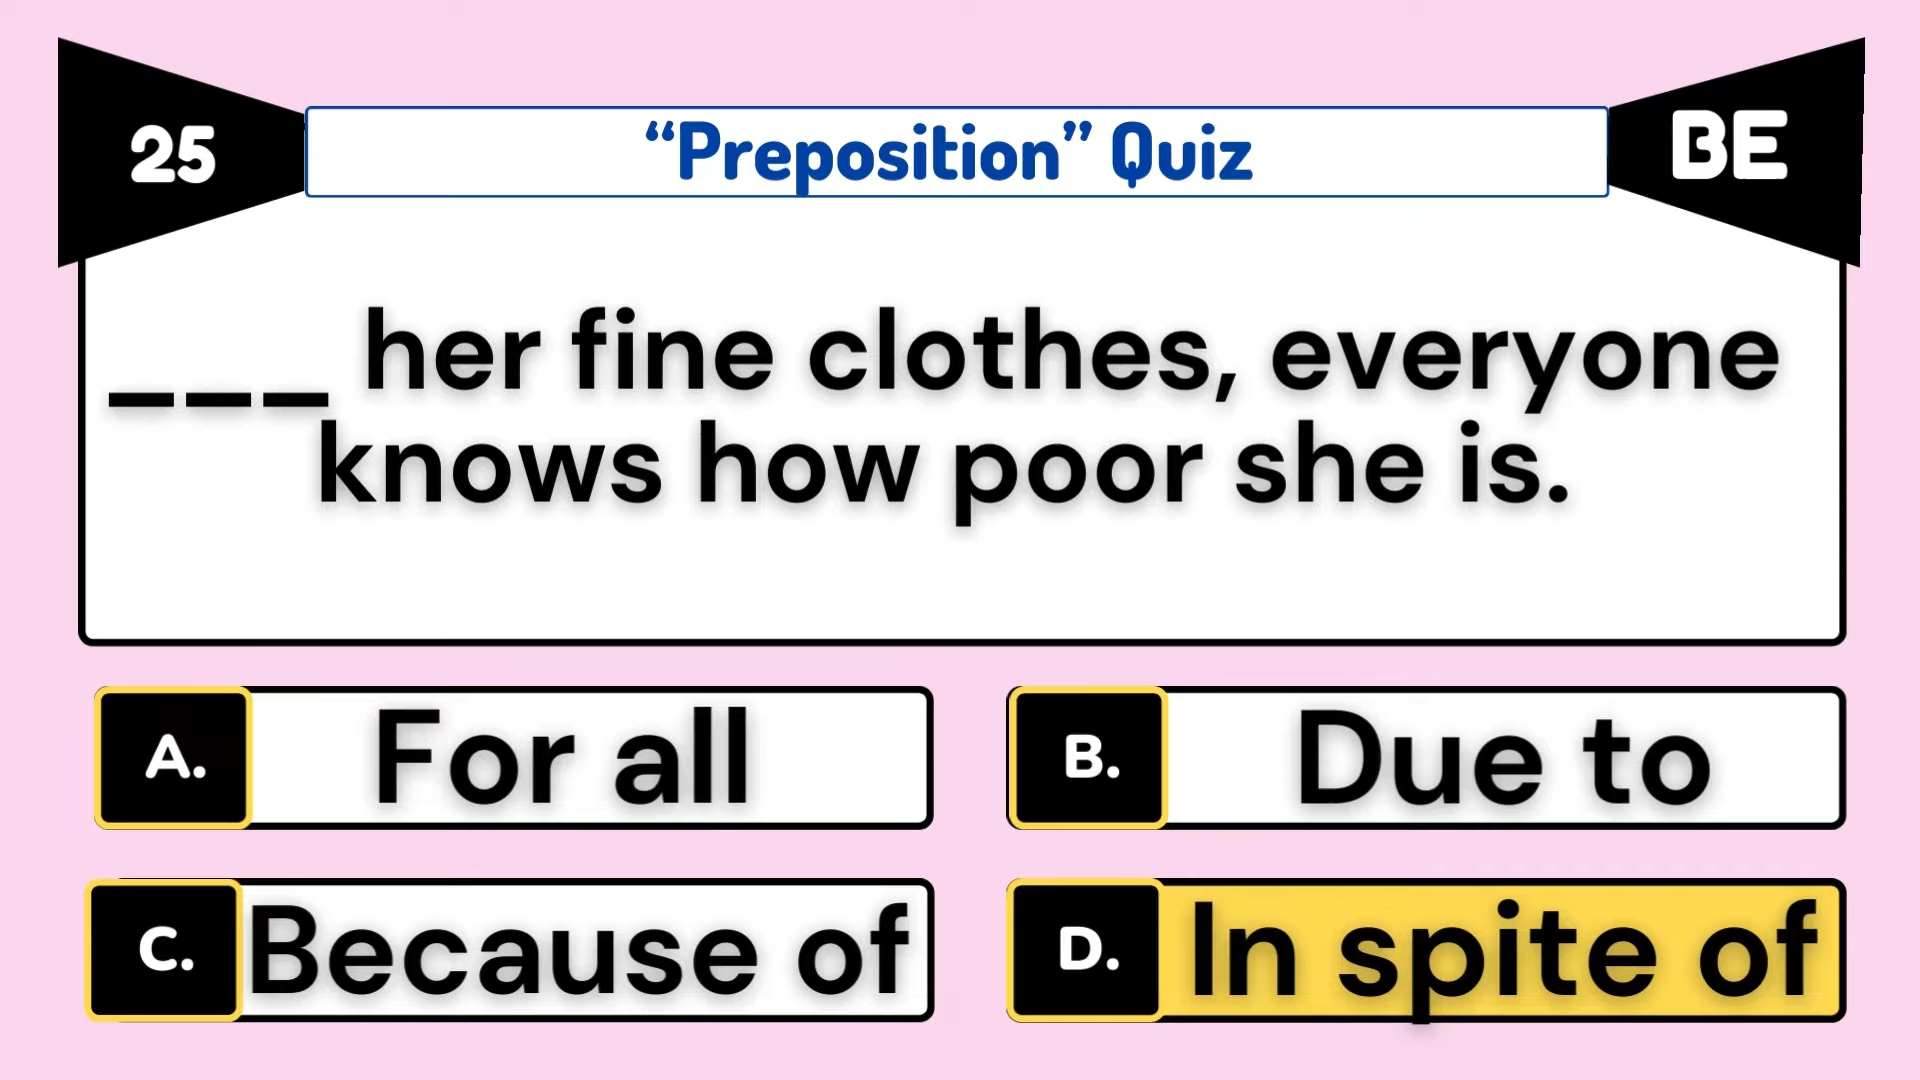 25
“Preposition” Quiz
BE
___ her fine clothes, everyone
knows how poor she is.
A. For all
B. Due to
C. Because of
D. In spite of